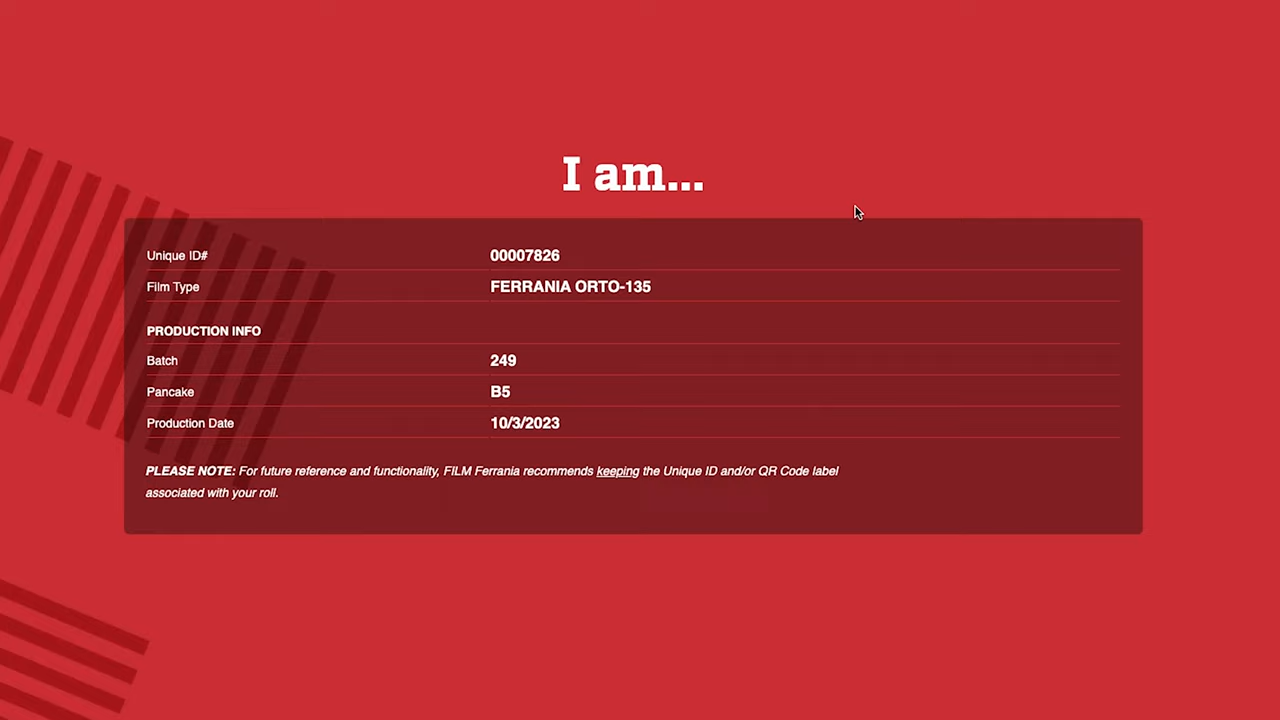 I am...
Unique ID# 00007826
Film Type FERRANIA ORTO-135
PRODUCTION INFO
Batch 249
Pancake B5
Production Date 10/3/2023
PLEASE NOTE: For future reference and functionality, FILM Ferrania recommends keeping the Unique ID and/or QR Code label
associated with your roll.